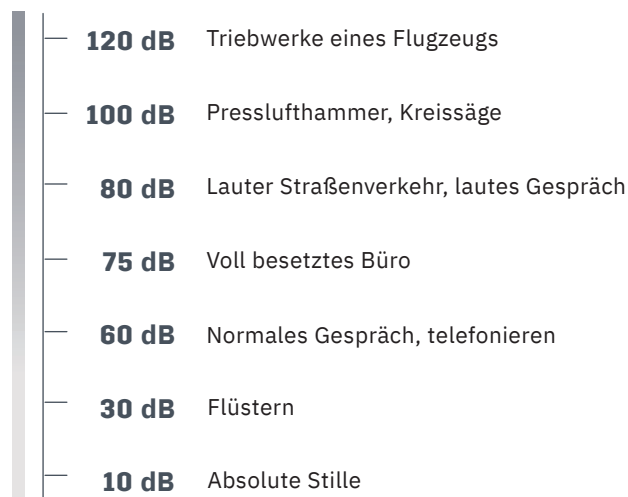 120 dB Triebwerke eines Flugzeugs
100 dB Presslufthammer, Kreissäge
80 dB Lauter Straßenverkehr, lautes Gespräch
75 dB Voll besetztes Büro
60 dB Normales Gespräch, telefonieren
30 dB Flüstern
10 dB Absolute Stille